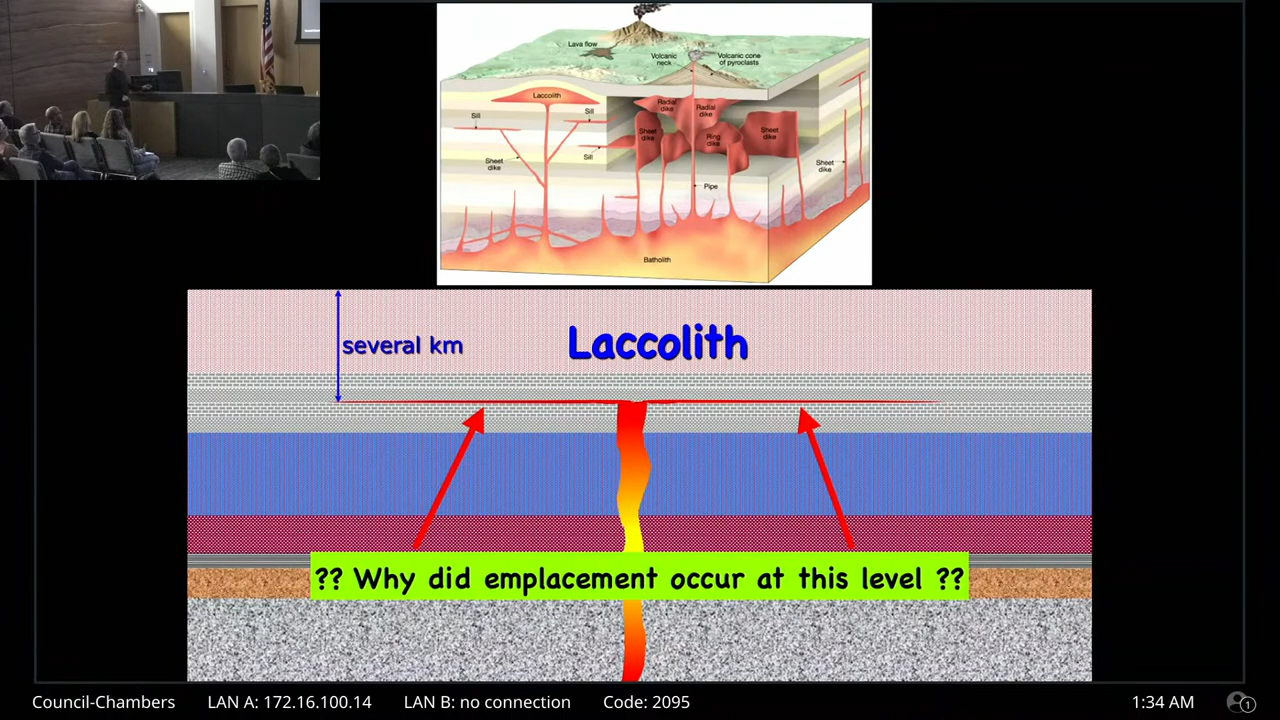 Lava flow
Volcanic
neck
Volcanic cone
of pyroclasts
Laccolith
Sill
Sill
Radial
dike
Radial
dike
Sheet
dike
Ring
dike
Sheet
dike
Sill
Sheet
dike
Sheet
dike
Pipe
Batholith
several km
Laccolith
?? Why did emplacement occur at this level ??
Council-Chambers LAN A: 172.16.100.14 LAN B: no connection Code: 2095 1:34 AM 1